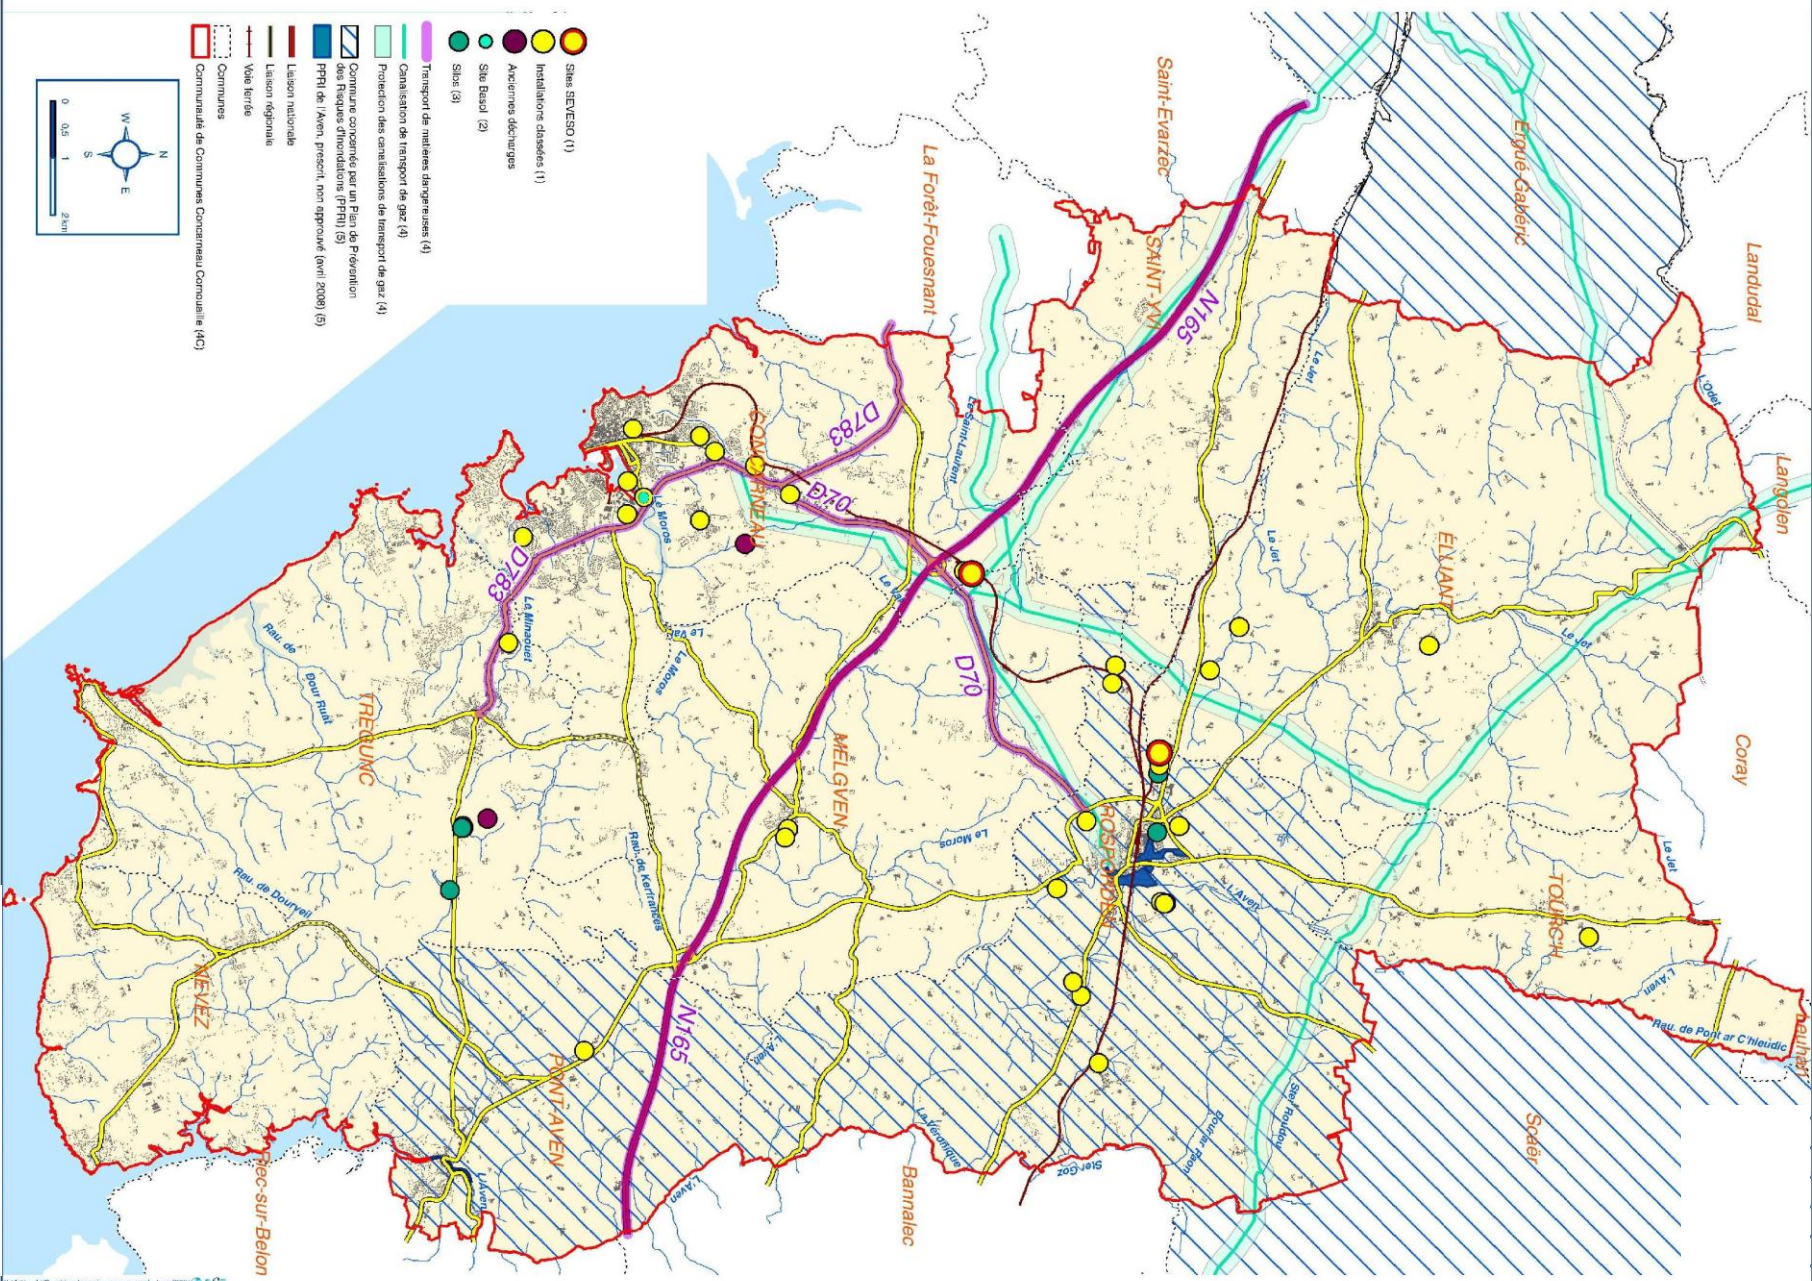 Sites SEVESO (1)
Installations classées (1)
Anciennes décharges
Site Basol (2)
Silos (3)
Transport de matières dangereuses (4)
Canalisation de transport de gaz (4)
Protection des canalisations de transport de gaz (4)
Commune concernée par un Plan de Prévention
des Risques d'Inondations (PPRI) (5)
PPRI de l'Aven, prescrit, non approuvé (avril 2008) (5)
Liaison nationale
Liaison régionale
Voie ferrée
Communes
Communauté de Communes Concarneau Cornouaille (4C)
N
W
E
S
0 0,5 1 2 km
Landudal
Langolen
Coray
Ergué-Gabéric
Saint-Evarzec
La Forêt-Fouesnant
Scaër
Bannalec
SAINT-YVI
ELLIANT
TOURC'H
ROSPORDEN
CONCARNEAU
MELGVEN
TREGUNC
NEVEZ
PONT-AVEN
N165
N165
D783
D783
D70
D70
L'Odet
Le Jet
Le Jet
Le Jet
Le Jet
Le Saint-Laurent
Le Moros
Le Moros
Le Moros
Le Val
Le Minaouet
Rau. de
Dour Ruat
Rau. de Dourveil
Rau. de Kerfrances
L'Aven
L'Aven
L'Aven
L'Aven
L'Aven
Rau. de Pont ar C'hleudic
Ster Roudou
La Véronique
Ster Goz